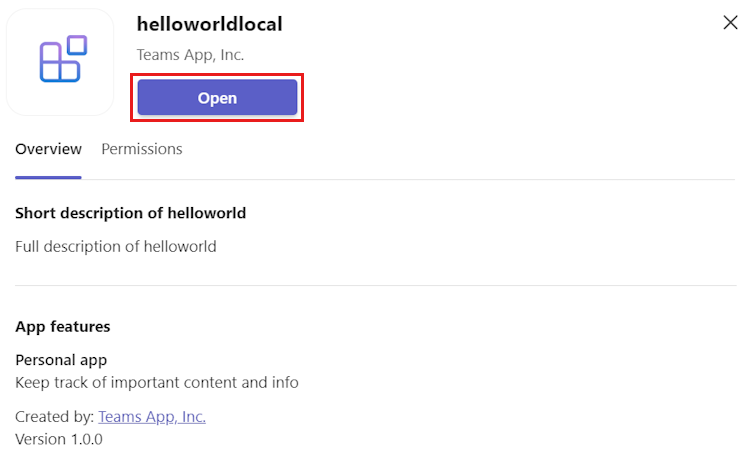 helloworldlocal
Teams App, Inc.
Open
Overview Permissions
Short description of helloworld
Full description of helloworld
App features
Personal app
Keep track of important content and info
Created by: Teams App, Inc.
Version 1.0.0